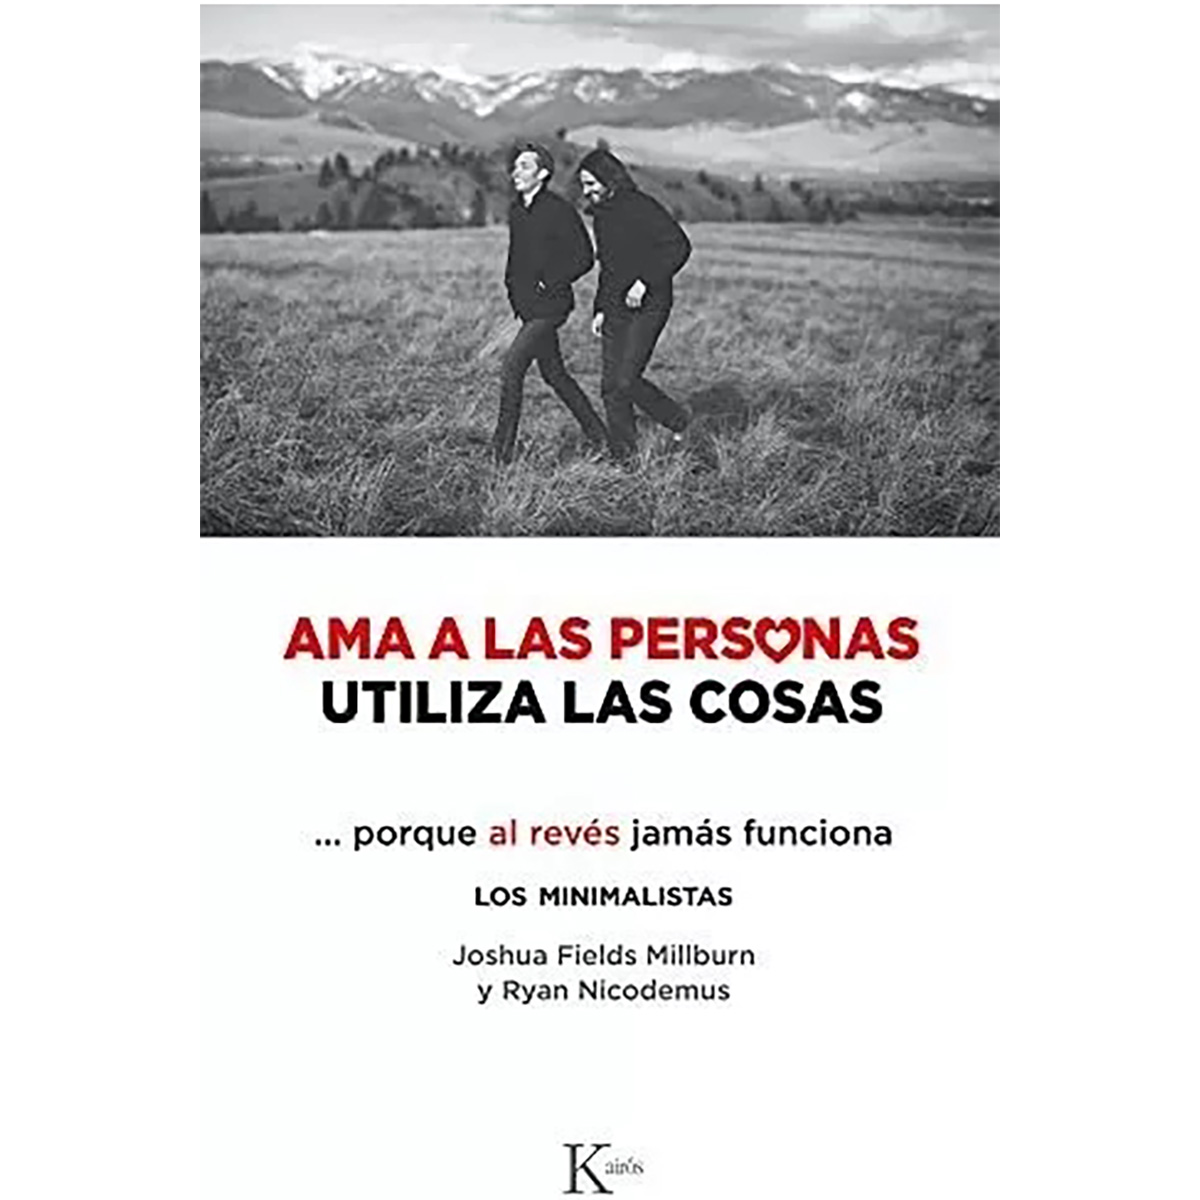 AMA A LAS PERSONAS
UTILIZA LAS COSAS
... porque al revés jamás funciona
LOS MINIMALISTAS
Joshua Fields Millburn
y Ryan Nicodemus
Kairós